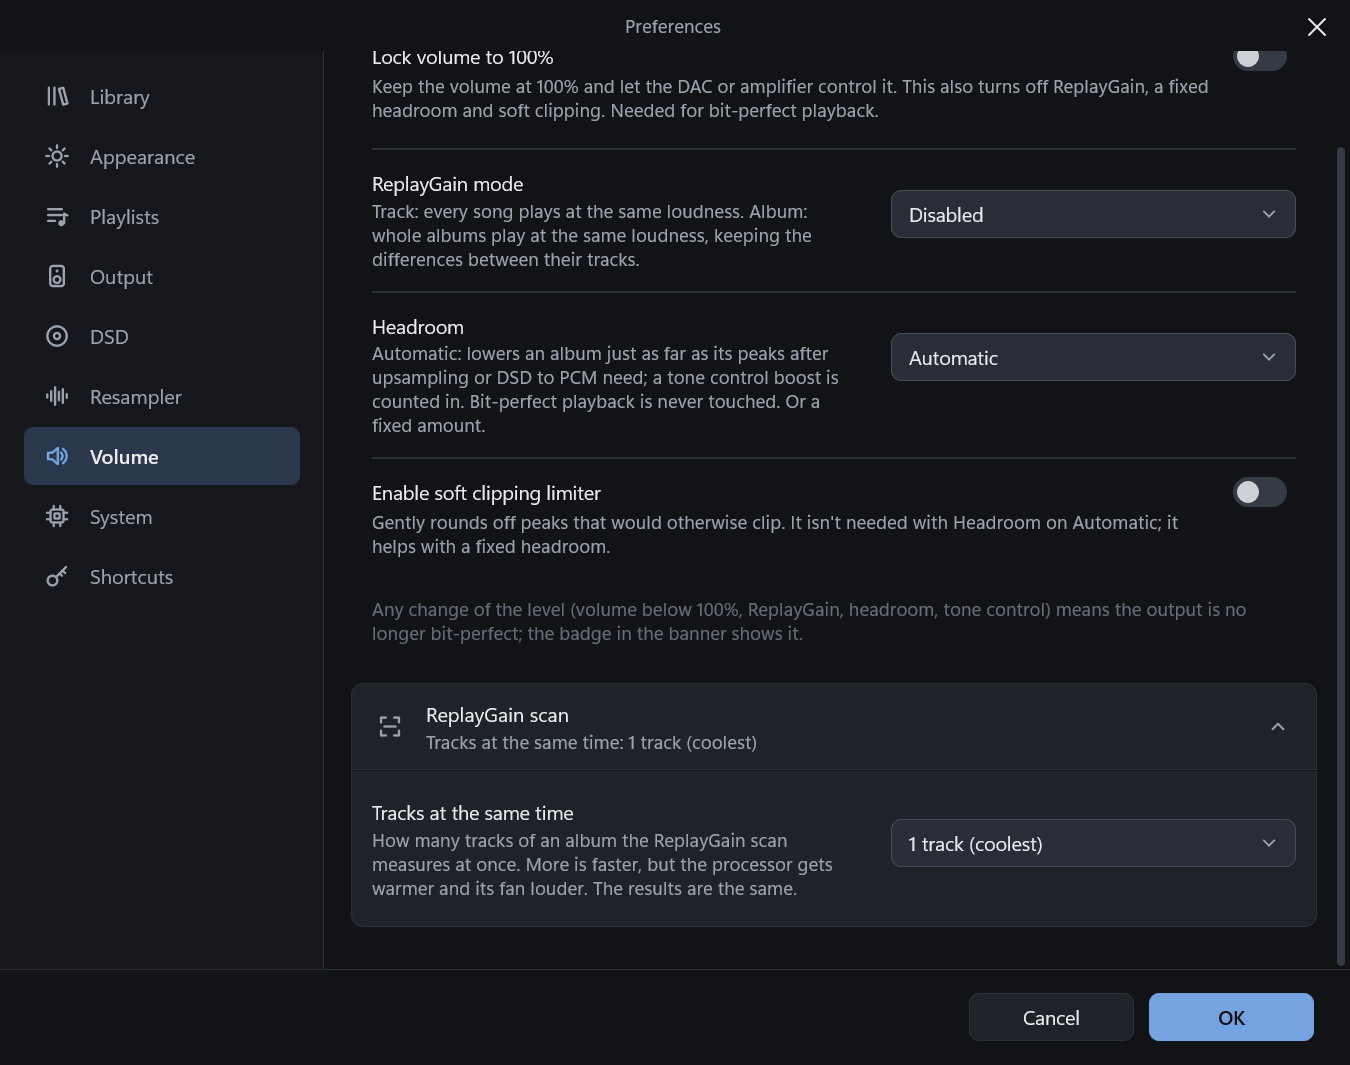 Preferences
Library
Appearance
Playlists
Output
DSD
Resampler
Volume
System
Shortcuts
Lock volume to 100%
Keep the volume at 100% and let the DAC or amplifier control it. This also turns off ReplayGain, a fixed
headroom and soft clipping. Needed for bit-perfect playback.
ReplayGain mode
Track: every song plays at the same loudness. Album:
whole albums play at the same loudness, keeping the
differences between their tracks.
Disabled
Headroom
Automatic: lowers an album just as far as its peaks after
upsampling or DSD to PCM need; a tone control boost is
counted in. Bit-perfect playback is never touched. Or a
fixed amount.
Automatic
Enable soft clipping limiter
Gently rounds off peaks that would otherwise clip. It isn't needed with Headroom on Automatic; it
helps with a fixed headroom.
Any change of the level (volume below 100%, ReplayGain, headroom, tone control) means the output is no
longer bit-perfect; the badge in the banner shows it.
ReplayGain scan
Tracks at the same time: 1 track (coolest)
Tracks at the same time
How many tracks of an album the ReplayGain scan
measures at once. More is faster, but the processor gets
warmer and its fan louder. The results are the same.
1 track (coolest)
Cancel
OK